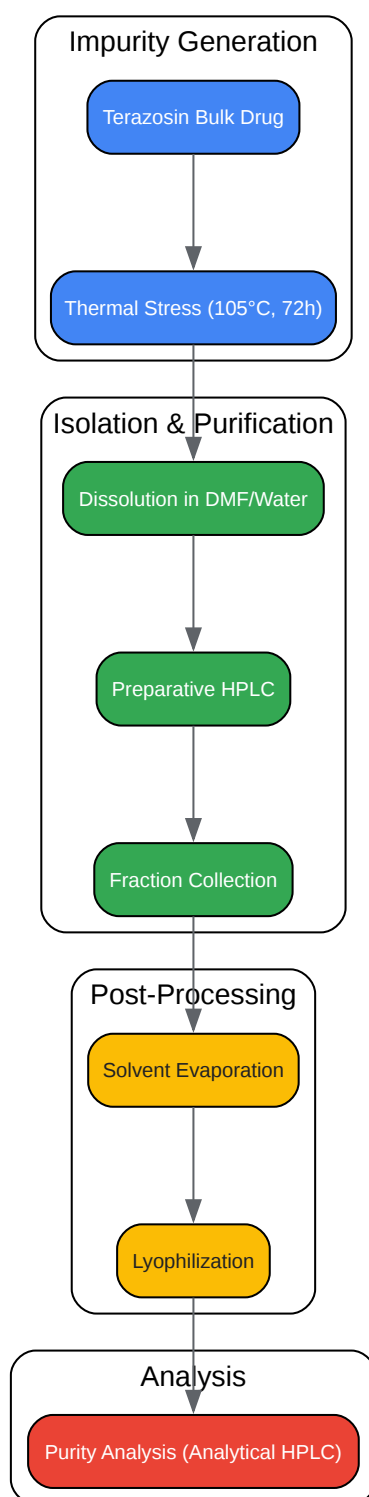 Impurity Generation
Terazosin Bulk Drug
Thermal Stress (105°C, 72h)
Isolation & Purification
Dissolution in DMF/Water
Preparative HPLC
Fraction Collection
Post-Processing
Solvent Evaporation
Lyophilization
Analysis
Purity Analysis (Analytical HPLC)